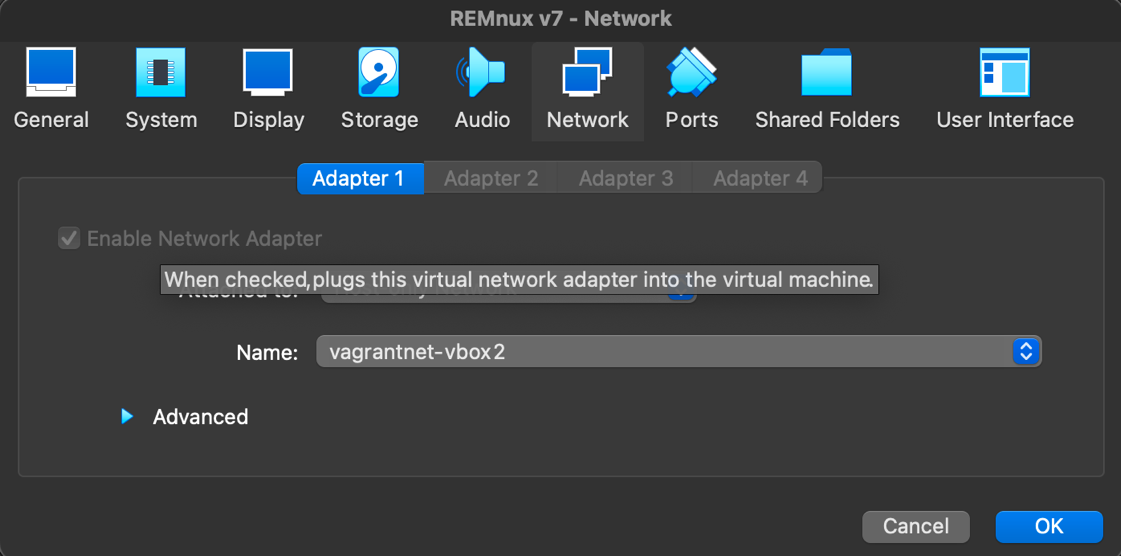 REMnux v7 - Network
General System Display Storage Audio Network Ports Shared Folders User Interface
Adapter 1 Adapter 2 Adapter 3 Adapter 4
Enable Network Adapter
When checked, plugs this virtual network adapter into the virtual machine.
Attached to:
Name: vagrantnet-vbox2
Advanced
Cancel OK